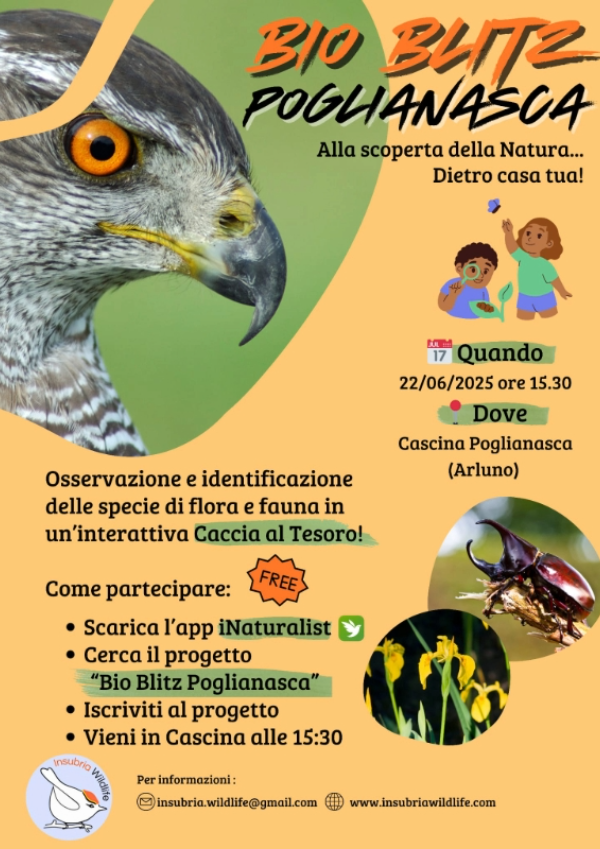 BIO BLITZ
POGLIANASCA
Alla scoperta della Natura...
Dietro casa tua!
JUL
17
Quando
22/06/2025 ore 15.30
Dove
Cascina Poglianasca
(Arluno)
Osservazione e identificazione
delle specie di flora e fauna in
un'interattiva Caccia al Tesoro!
Come partecipare:
FREE
• Scarica l'app iNaturalist
• Cerca il progetto
"Bio Blitz Poglianasca"
• Iscriviti al progetto
• Vieni in Cascina alle 15:30
Insubria Wildlife
Per informazioni :
insubria.wildlife@gmail.com
www.insubriawildlife.com